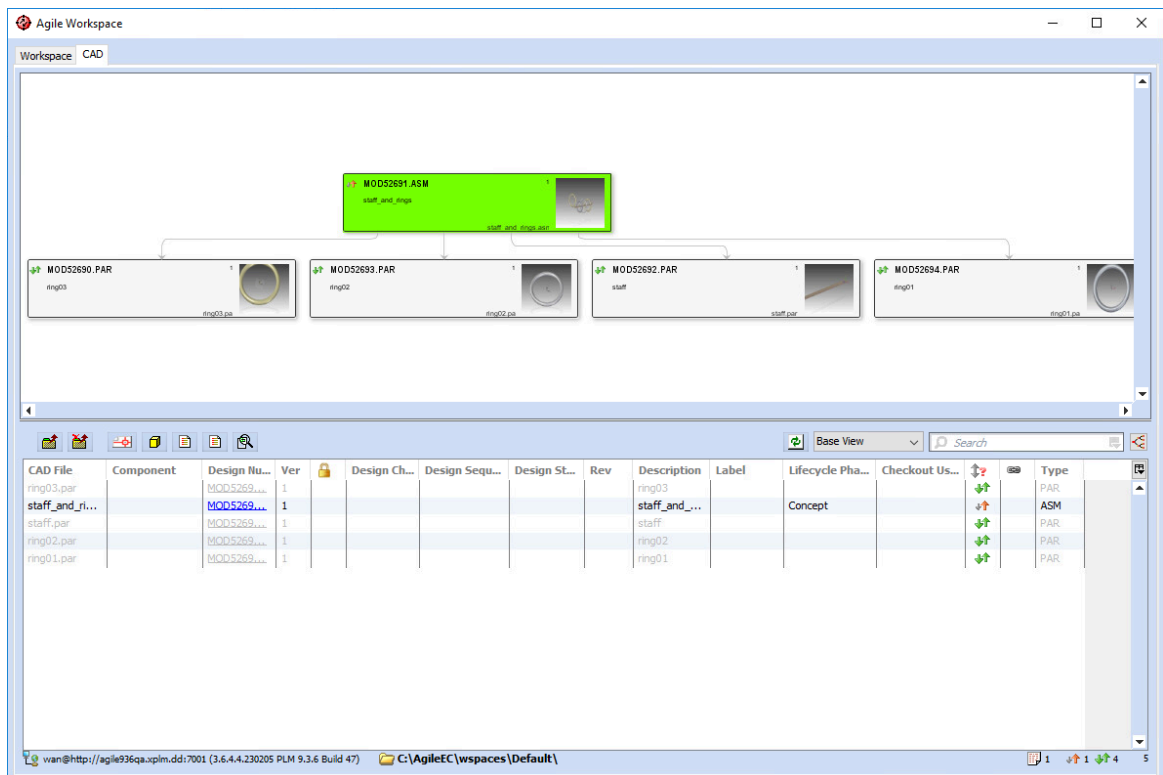 Agile Workspace
Workspace CAD
MOD52691.ASM 1
staff_and_rings
staff_and_rings.asn
MOD52690.PAR 1
ring03
ring03.pa
MOD52693.PAR 1
ring02
ring02.pa
MOD52692.PAR 1
staff
staff.par
MOD52694.PAR 1
ring01
ring01.pa
Base View Search
CAD File Component Design Nu... Ver Design Ch... Design Sequ... Design St... Rev Description Label Lifecycle Pha... Checkout Us... Type
ring03.par MOD5269... 1 ring03 PAR
staff_and_ri... MOD5269... 1 staff_and_... Concept ASM
staff.par MOD5269... 1 staff PAR
ring02.par MOD5269... 1 ring02 PAR
ring01.par MOD5269... 1 ring01 PAR
wan@http://agile936qa.xplm.dd:7001 (3.6.4.4.230205 PLM 9.3.6 Build 47) C:\AgileEC\wspaces\Default\ 1 1 4 5